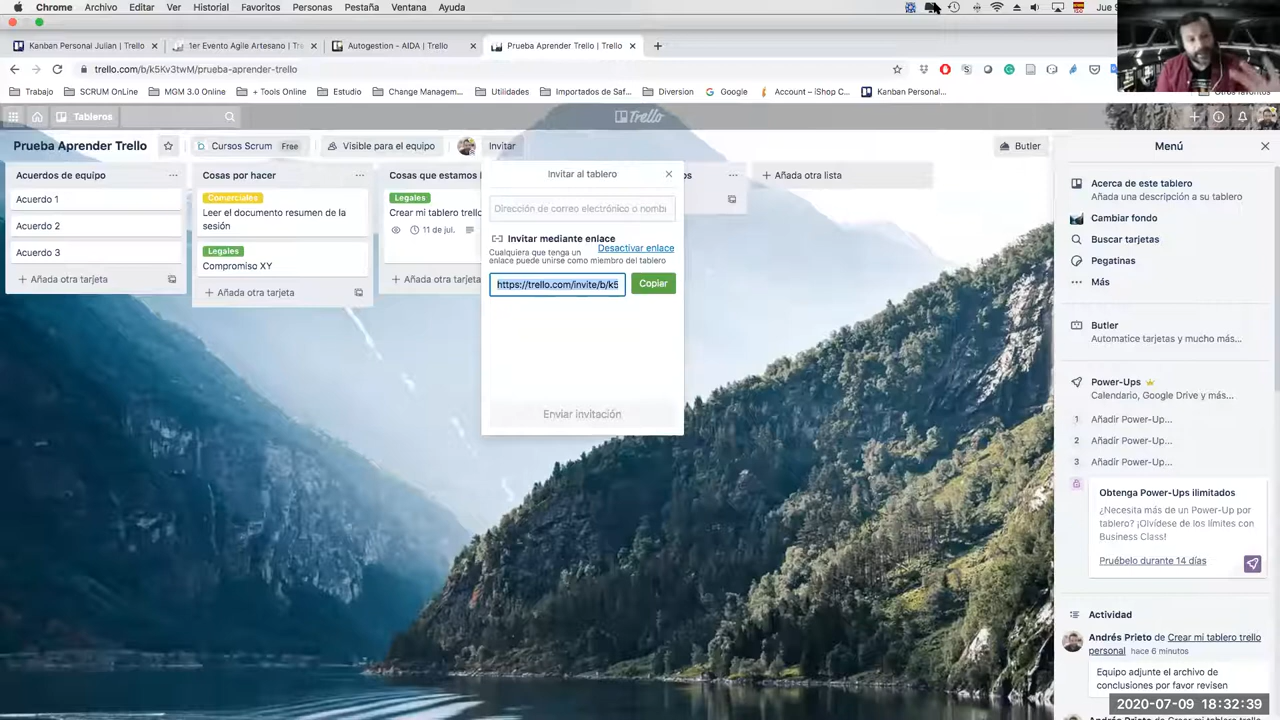 Chrome Archivo Editar Ver Historial Favoritos Personas Pestaña Ventana Ayuda
Kanban Personal Julian | Trello
1er Evento Agile Artesano | Tre
Autogestion - AIDA | Trello
Prueba Aprender Trello | Trello
trello.com/b/k5Kv3twM/prueba-aprender-trello
Trabajo SCRUM OnLine MGM 3.0 Online + Tools Online Estudio Change Managem... Utilidades Importados de Saf... Diversion Google Account – iShop C... Kanban Personal...
Otros favoritos
Tableros
Trello
Prueba Aprender Trello
Cursos Scrum Free
Visible para el equipo
Invitar
Butler
Acuerdos de equipo
Acuerdo 1
Acuerdo 2
Acuerdo 3
+ Añada otra tarjeta
Cosas por hacer
Comerciales
Leer el documento resumen de la
sesión
Legales
Compromiso XY
+ Añada otra tarjeta
Cosas que estamos
Legales
Crear mi tablero trello
11 de jul.
+ Añada otra tarjeta
+ Añada otra lista
Invitar al tablero
Dirección de correo electrónico o nombr
Invitar mediante enlace
Cualquiera que tenga un
enlace puede unirse como miembro del tablero
Desactivar enlace
https://trello.com/invite/b/k5
Copiar
Enviar invitación
Menú
Acerca de este tablero
Añada una descripción a su tablero
Cambiar fondo
Buscar tarjetas
Pegatinas
Más
Butler
Automatice tarjetas y mucho más...
Power-Ups
Calendario, Google Drive y más...
1 Añadir Power-Up...
2 Añadir Power-Up...
3 Añadir Power-Up...
Obtenga Power-Ups ilimitados
¿Necesita más de un Power-Up por
tablero? ¡Olvídese de los límites con
Business Class!
Pruébelo durante 14 días
Actividad
Andrés Prieto de Crear mi tablero trello
personal hace 6 minutos
Equipo adjunte el archivo de
conclusiones por favor revisen
2020-07-09 18:32:39